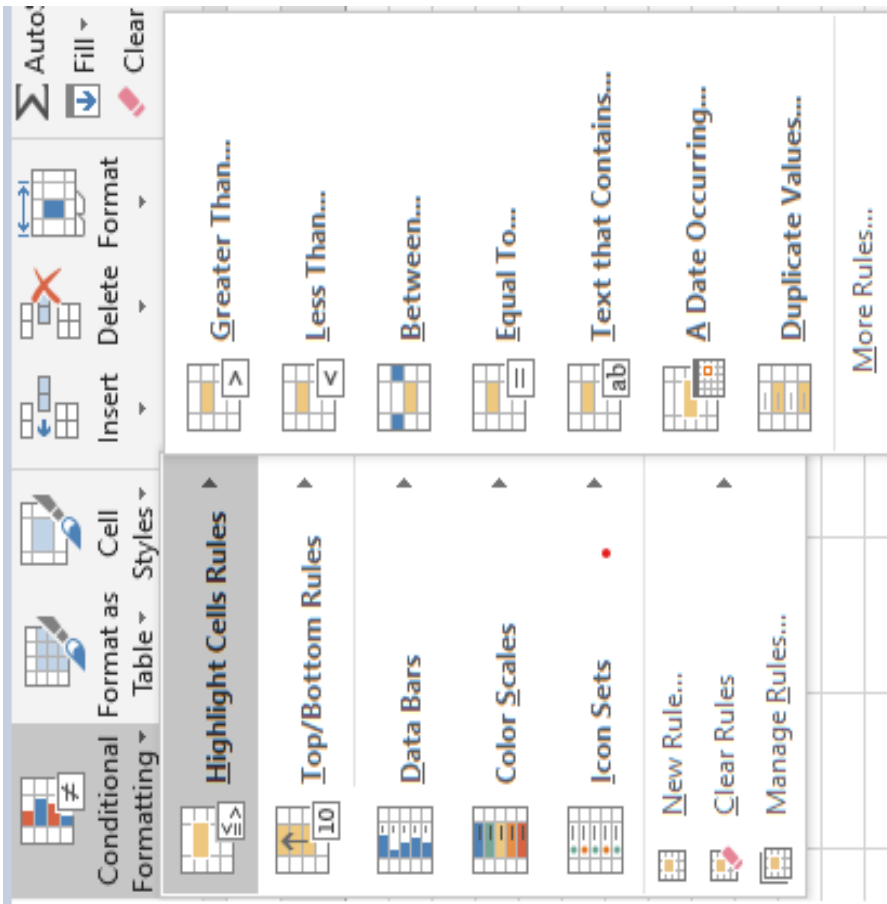 Conditional
Formatting
Format as
Table
Cell
Styles
Insert
Delete
Format
Fill
Clear
Highlight Cells Rules
Top/Bottom Rules
10
Data Bars
Color Scales
Icon Sets
New Rule...
Clear Rules
Manage Rules...
Greater Than...
>
Less Than...
<
Between...
Equal To...
=
Text that Contains...
ab
A Date Occurring...
Duplicate Values...
More Rules...